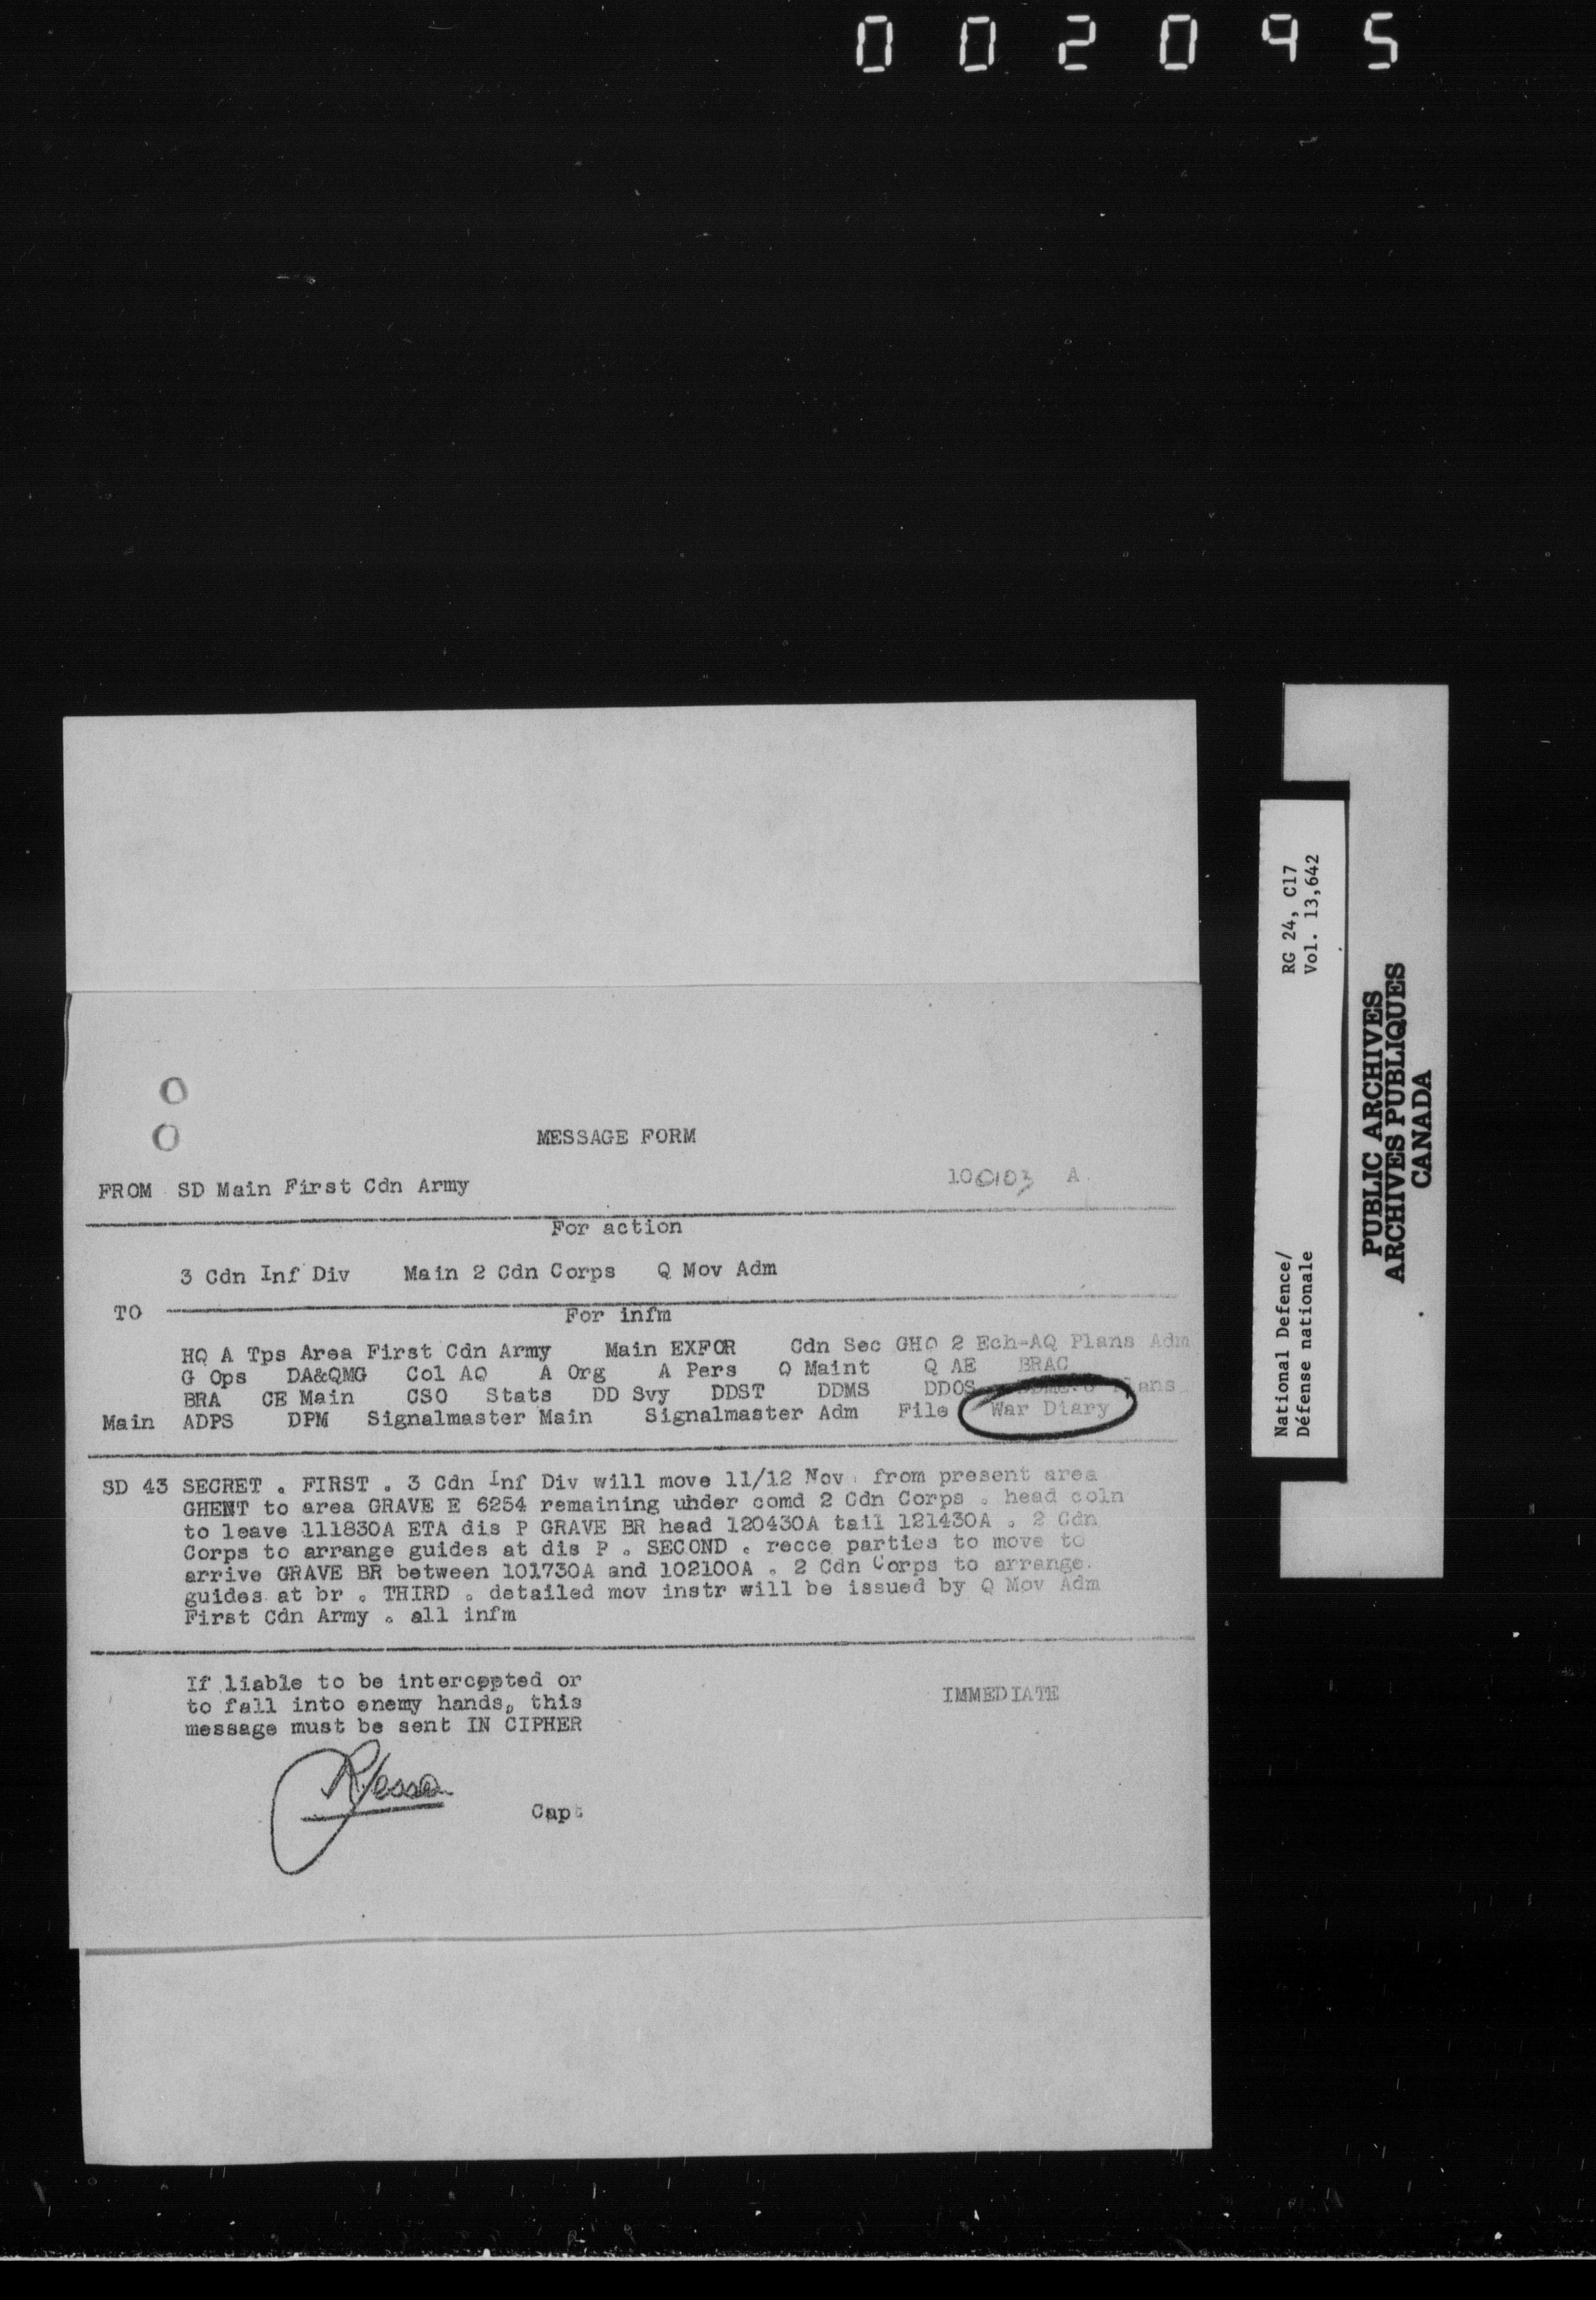 002095
MESSAGE FORM
FROM SD Main First Cdn Army A
For action
3 Cdn Inf Div Main 2 Cdn Corps Q Mov Adm
TO
For infm
HQ A Tps Area First Cdn Army Main EXFOR Cdn Sec GHQ 2 Ech-AQ Plans Adm
G Ops DA&QMG Col AQ A Org A Pers Q Maint Q AE BRAC
BRA CE Main CSO Stats DD Svy DDST DDMS DDOS Plans
Main ADPS DPM Signalmaster Main Signalmaster Adm File War Diary
SD 43 SECRET . FIRST . 3 Cdn Inf Div will move 11/12 Nov from present area
GHENT to area GRAVE E 6254 remaining uhder comd 2 Cdn Corps . head coln
to leave 111830A ETA dis P GRAVE BR head 120430A tail 121430A . 2 Cdn
Corps to arrange guides at dis P . SECOND . recce parties to move to
arrive GRAVE BR between 101730A and 102100A . 2 Cdn Corps to arrange
guides at br . THIRD . detailed mov instr will be issued by Q Mov Adm
First Cdn Army . all infm
If liable to be intercepted or
to fall into enemy hands, this
message must be sent IN CIPHER
IMMEDIATE
Capt
National Defence/
Défense nationale
RG 24, C17
Vol. 13,642
PUBLIC ARCHIVES
ARCHIVES PUBLIQUES
CANADA